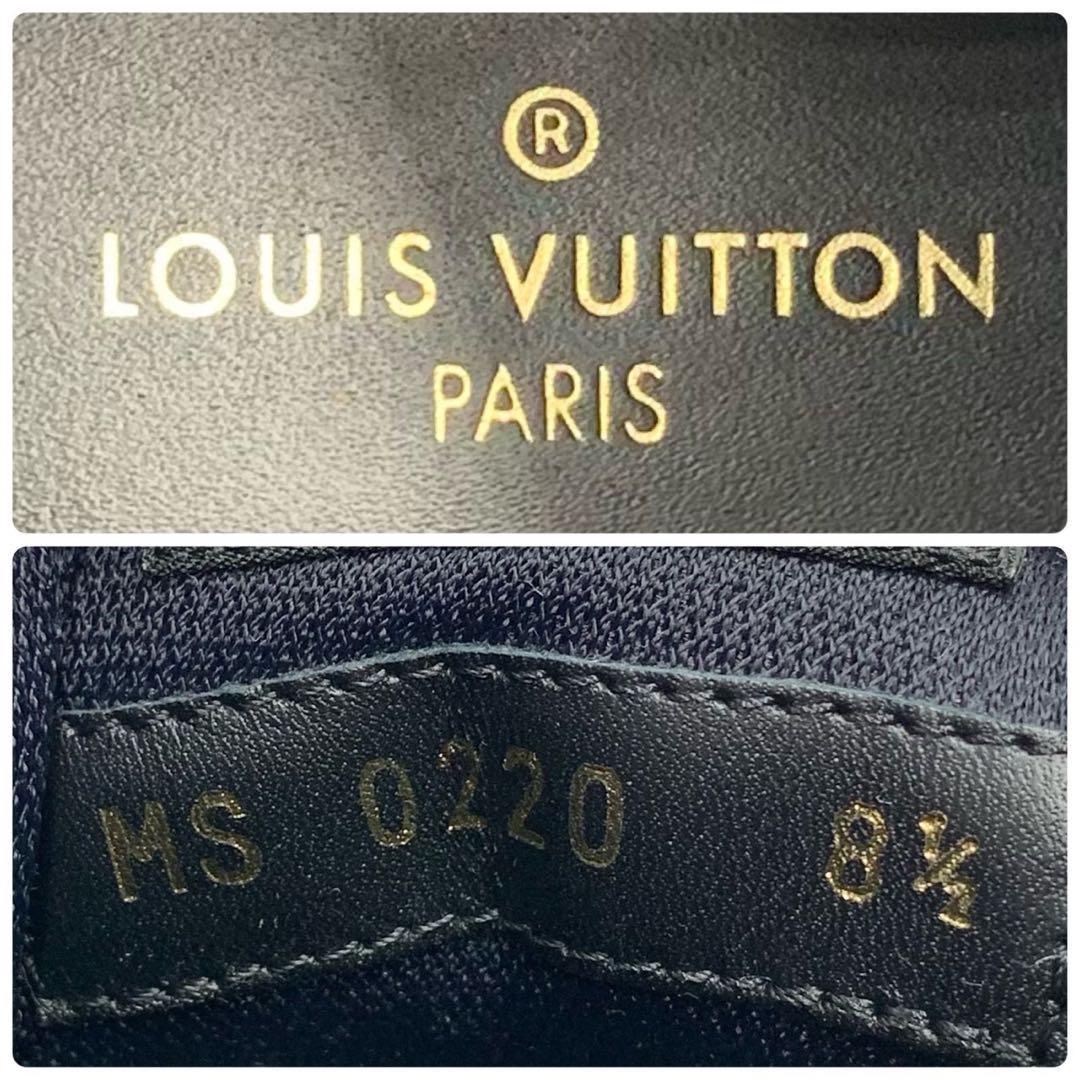 ®
LOUIS VUITTON
PARIS
MS 0220 8½